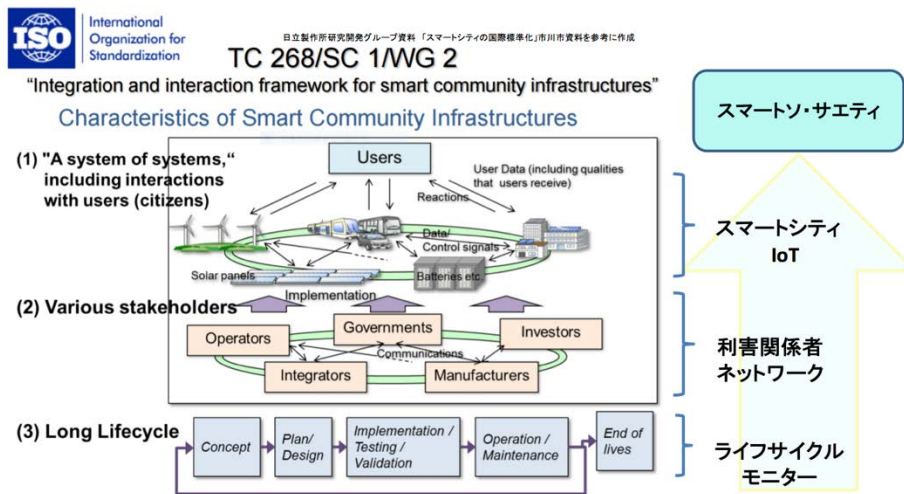 ISO
International
Organization for
Standardization
日立製作所研究開発グループ資料 「スマートシティの国際標準化」市川市資料を参考に作成
TC 268/SC 1/WG 2
“Integration and interaction framework for smart community infrastructures”
Characteristics of Smart Community Infrastructures
スマートソ・サエティ
(1) "A system of systems,“
including interactions
with users (citizens)
Users
User Data (including qualities
that users receive)
Reactions
Data/
Control signals
Solar panels
Batteries etc.
Implementation
スマートシティ
IoT
(2) Various stakeholders
Governments
Operators
Investors
Communications
Integrators
Manufacturers
利害関係者
ネットワーク
(3) Long Lifecycle
Concept
Plan/
Design
Implementation /
Testing /
Validation
Operation /
Maintenance
End of
lives
ライフサイクル
モニター